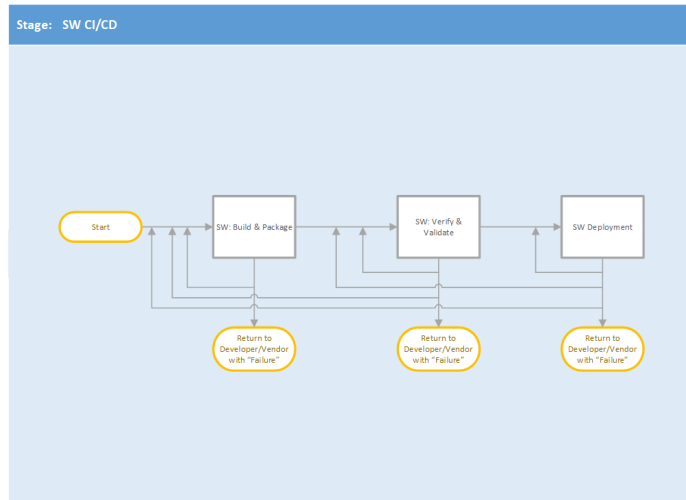 Stage: SW CI/CD
Start
SW: Build & Package
SW: Verify &
Validate
SW Deployment
Return to
Developer/Vendor
with “Failure”
Return to
Developer/Vendor
with “Failure”
Return to
Developer/Vendor
with “Failure”